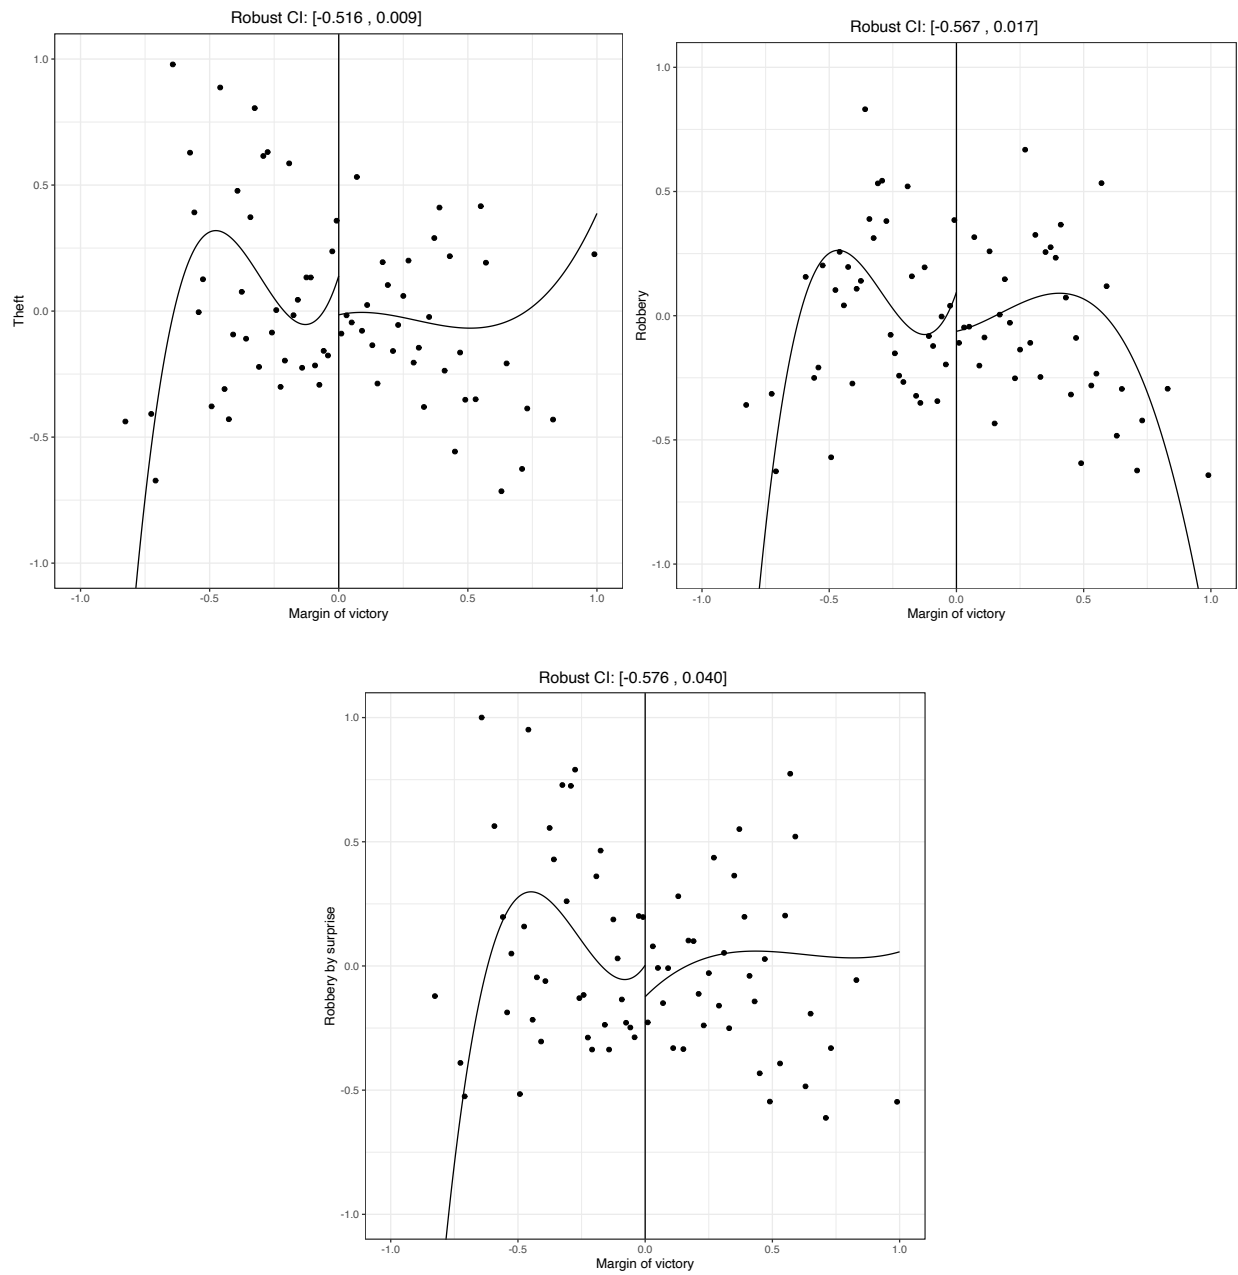 Robust CI: [-0.516 , 0.009]
1.0
0.5
0.0
-0.5
-1.0
Theft
-1.0 -0.5 0.0 0.5 1.0
Margin of victory
Robust CI: [-0.567 , 0.017]
1.0
0.5
0.0
-0.5
-1.0
Robbery
-1.0 -0.5 0.0 0.5 1.0
Margin of victory
Robust CI: [-0.576 , 0.040]
1.0
0.5
0.0
-0.5
-1.0
Robbery by surprise
-1.0 -0.5 0.0 0.5 1.0
Margin of victory